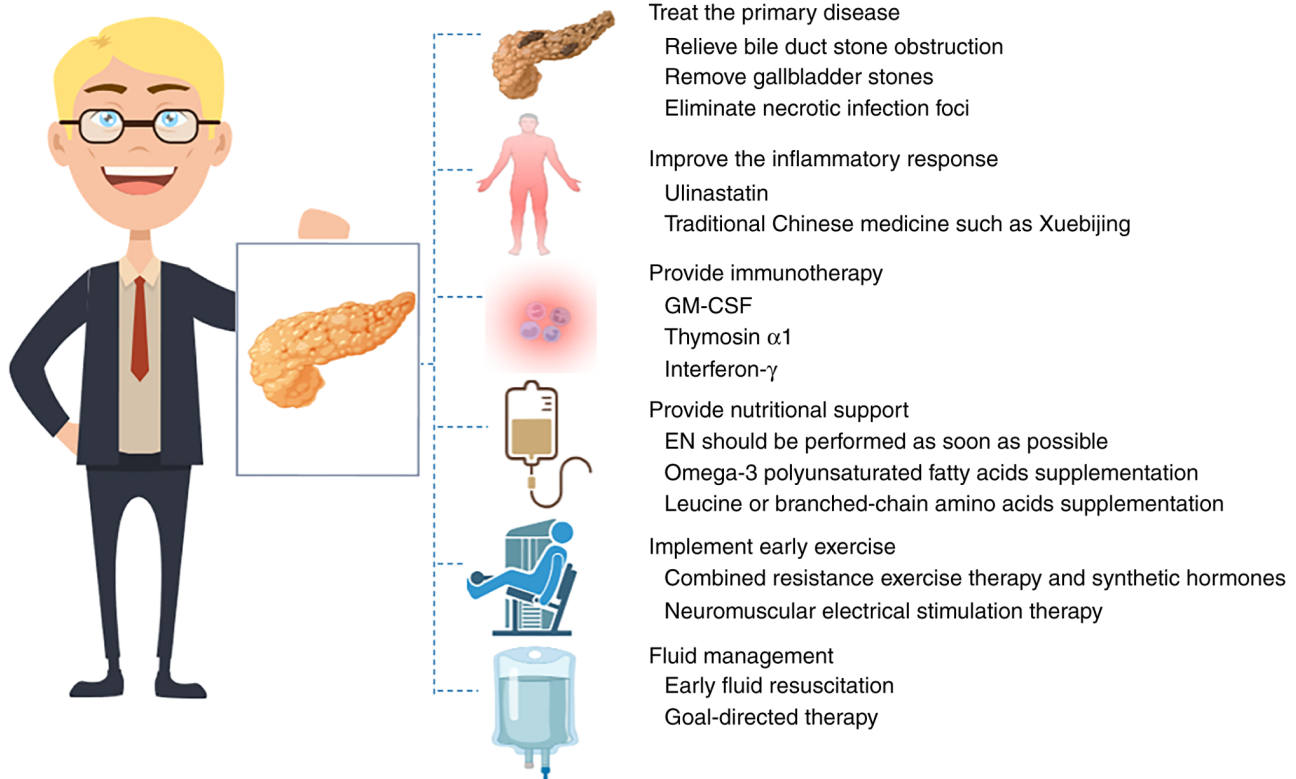 Treat the primary disease
Relieve bile duct stone obstruction
Remove gallbladder stones
Eliminate necrotic infection foci
Improve the inflammatory response
Ulinastatin
Traditional Chinese medicine such as Xuebijing
Provide immunotherapy
GM-CSF
Thymosin α1
Interferon-γ
Provide nutritional support
EN should be performed as soon as possible
Omega-3 polyunsaturated fatty acids supplementation
Leucine or branched-chain amino acids supplementation
Implement early exercise
Combined resistance exercise therapy and synthetic hormones
Neuromuscular electrical stimulation therapy
Fluid management
Early fluid resuscitation
Goal-directed therapy